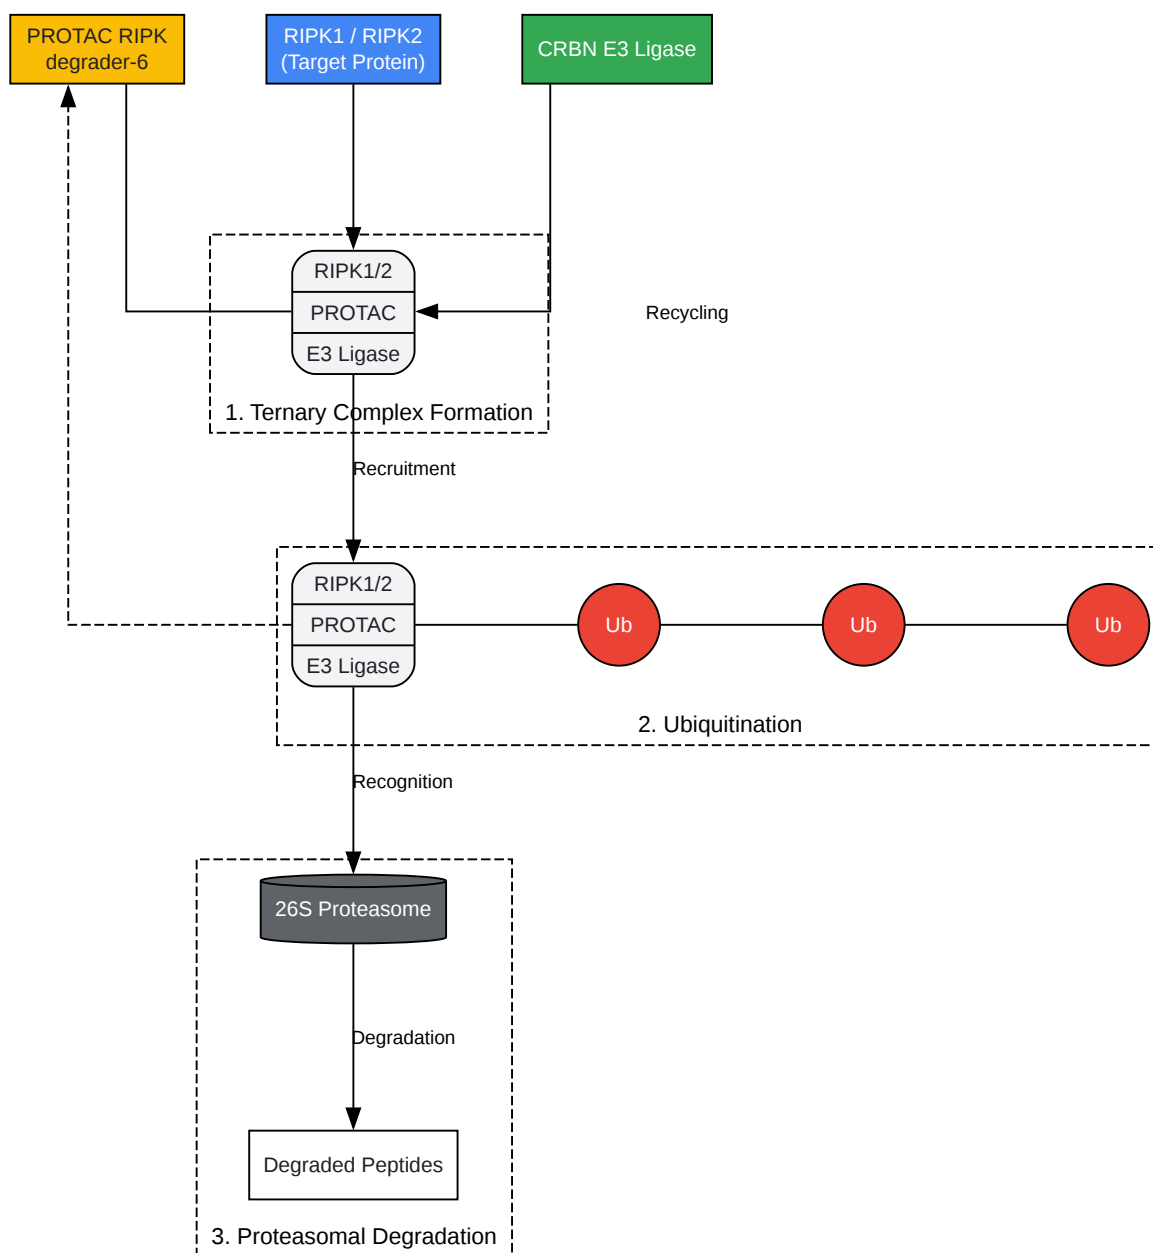 PROTAC RIPK
degrader-6
RIPK1 / RIPK2
(Target Protein)
CRBN E3 Ligase
RIPK1/2
PROTAC
E3 Ligase
Recycling
1. Ternary Complex Formation
Recruitment
RIPK1/2
PROTAC
E3 Ligase
Ub
Ub
Ub
2. Ubiquitination
Recognition
26S Proteasome
Degradation
Degraded Peptides
3. Proteasomal Degradation